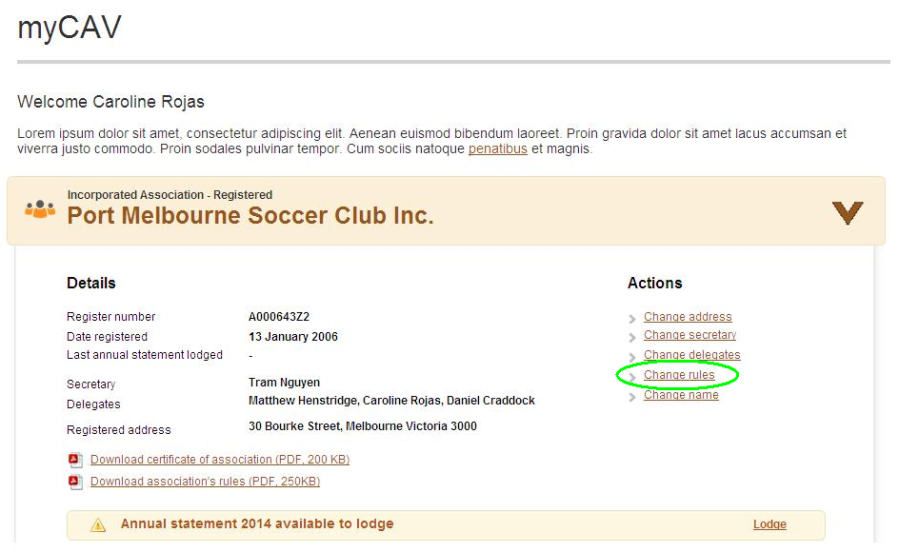 myCAV
Welcome Caroline Rojas
Lorem ipsum dolor sit amet, consectetur adipiscing elit. Aenean euismod bibendum laoreet. Proin gravida dolor sit amet lacus accumsan et
viverra justo commodo. Proin sodales pulvinar tempor. Cum sociis natoque penatibus et magnis.
Incorporated Association - Registered
Port Melbourne Soccer Club Inc.
Details
Register number A000643Z2
Date registered 13 January 2006
Last annual statement lodged -
Secretary Tram Nguyen
Delegates Matthew Henstridge, Caroline Rojas, Daniel Craddock
Registered address 30 Bourke Street, Melbourne Victoria 3000
Download certificate of association (PDF, 200 KB)
Download association's rules (PDF, 250KB)
Actions
Change address
Change secretary
Change delegates
Change rules
Change name
Annual statement 2014 available to lodge Lodge